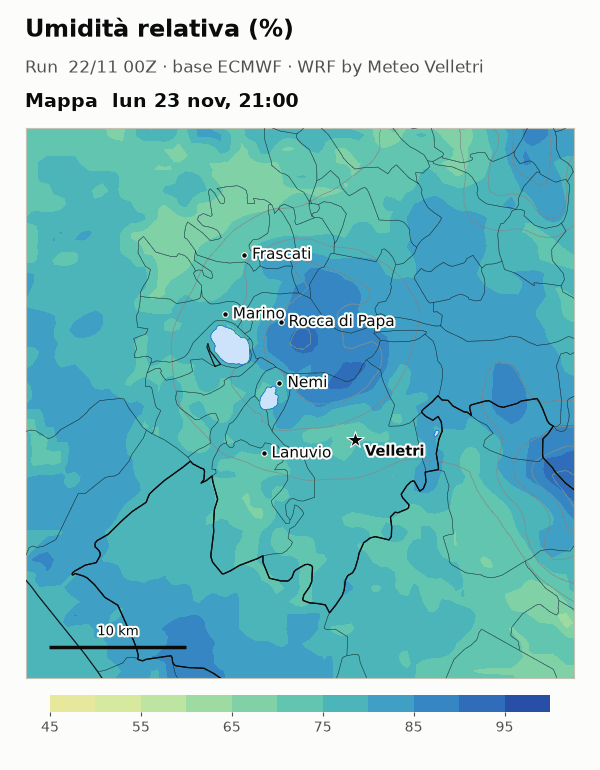 Umidità relativa (%)
Run  22/11 00Z · base ECMWF · WRF by Meteo Velletri
Mappa  lun 23 nov, 21:00
Frascati
Marino
Rocca di Papa
Nemi
Velletri
Lanuvio
10 km
45 55 65 75 85 95